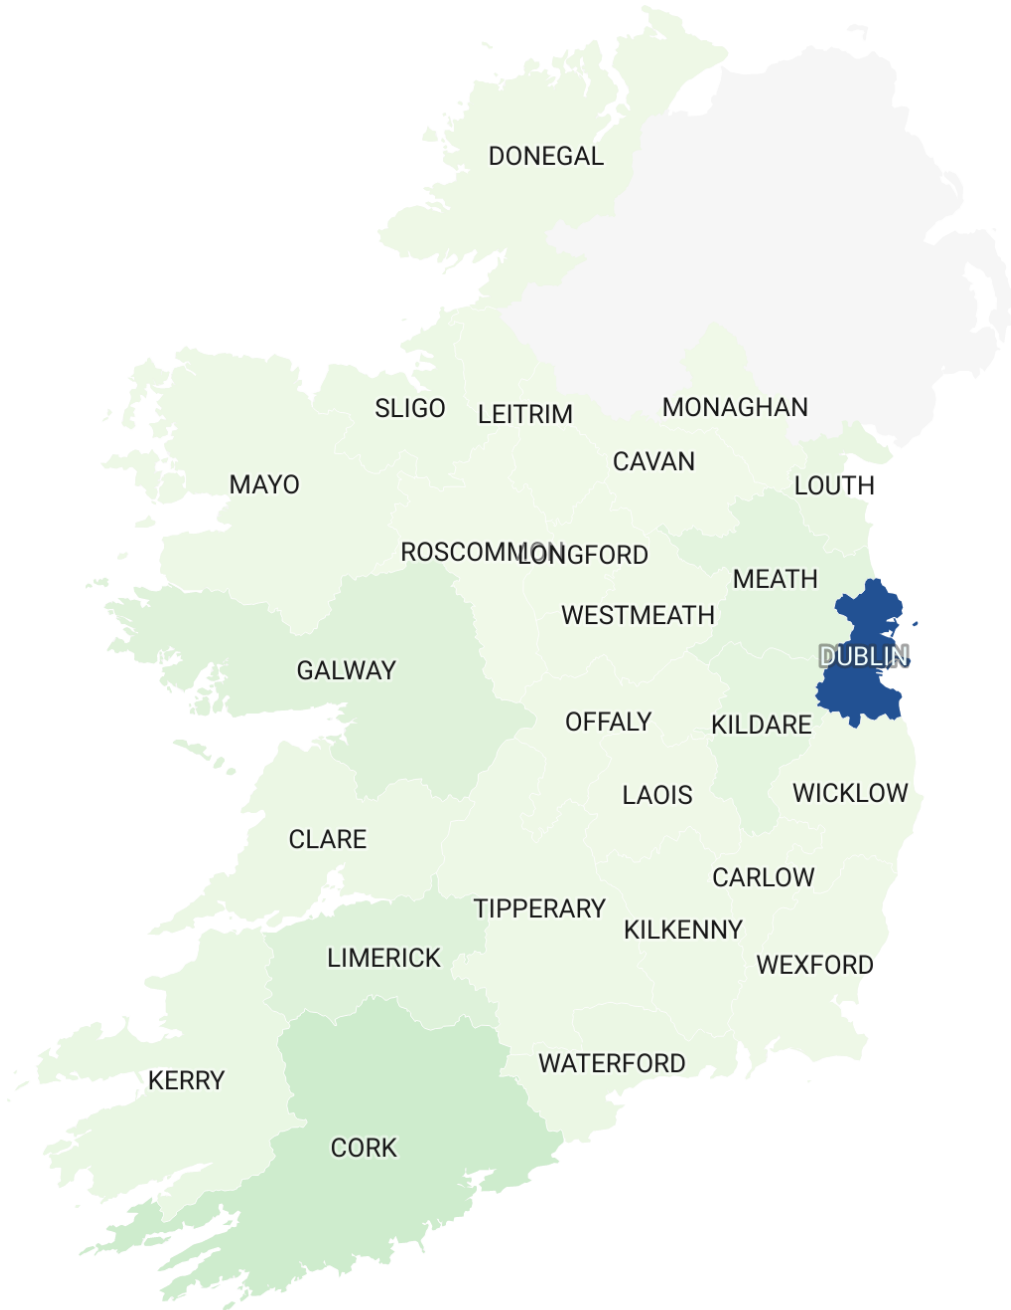 DONEGAL
SLIGO
LEITRIM
MONAGHAN
CAVAN
MAYO
LOUTH
ROSCOMMON
LONGFORD
MEATH
WESTMEATH
DUBLIN
GALWAY
OFFALY
KILDARE
LAOIS
WICKLOW
CLARE
CARLOW
TIPPERARY
KILKENNY
LIMERICK
WEXFORD
WATERFORD
KERRY
CORK